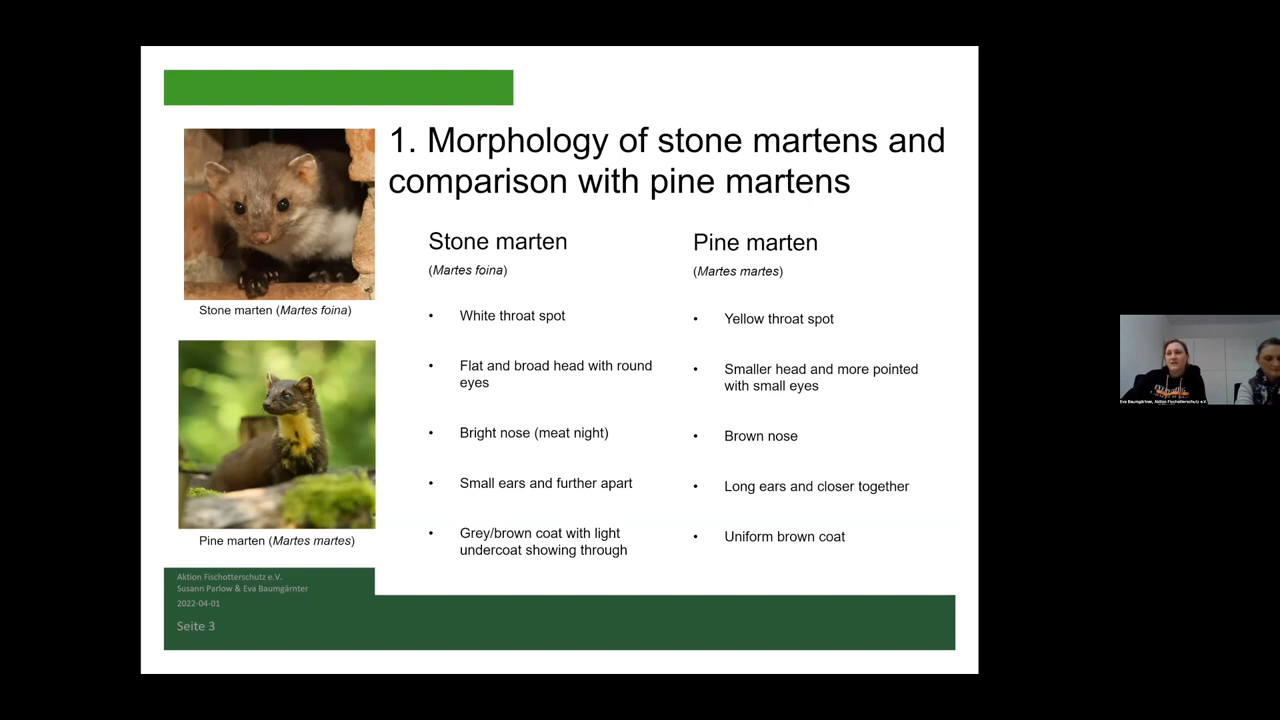 1. Morphology of stone martens and
comparison with pine martens
Stone marten (Martes foina)
Pine marten (Martes martes)
Stone marten
(Martes foina)
• White throat spot
• Flat and broad head with round
eyes
• Bright nose (meat night)
• Small ears and further apart
• Grey/brown coat with light
undercoat showing through
Pine marten
(Martes martes)
• Yellow throat spot
• Smaller head and more pointed
with small eyes
• Brown nose
• Long ears and closer together
• Uniform brown coat
Aktion Fischotterschutz e.V.
Susann Parlow & Eva Baumgärnter
2022-04-01
Seite 3
Eva Baumgärtner, Aktion Fischotterschutz e.V.